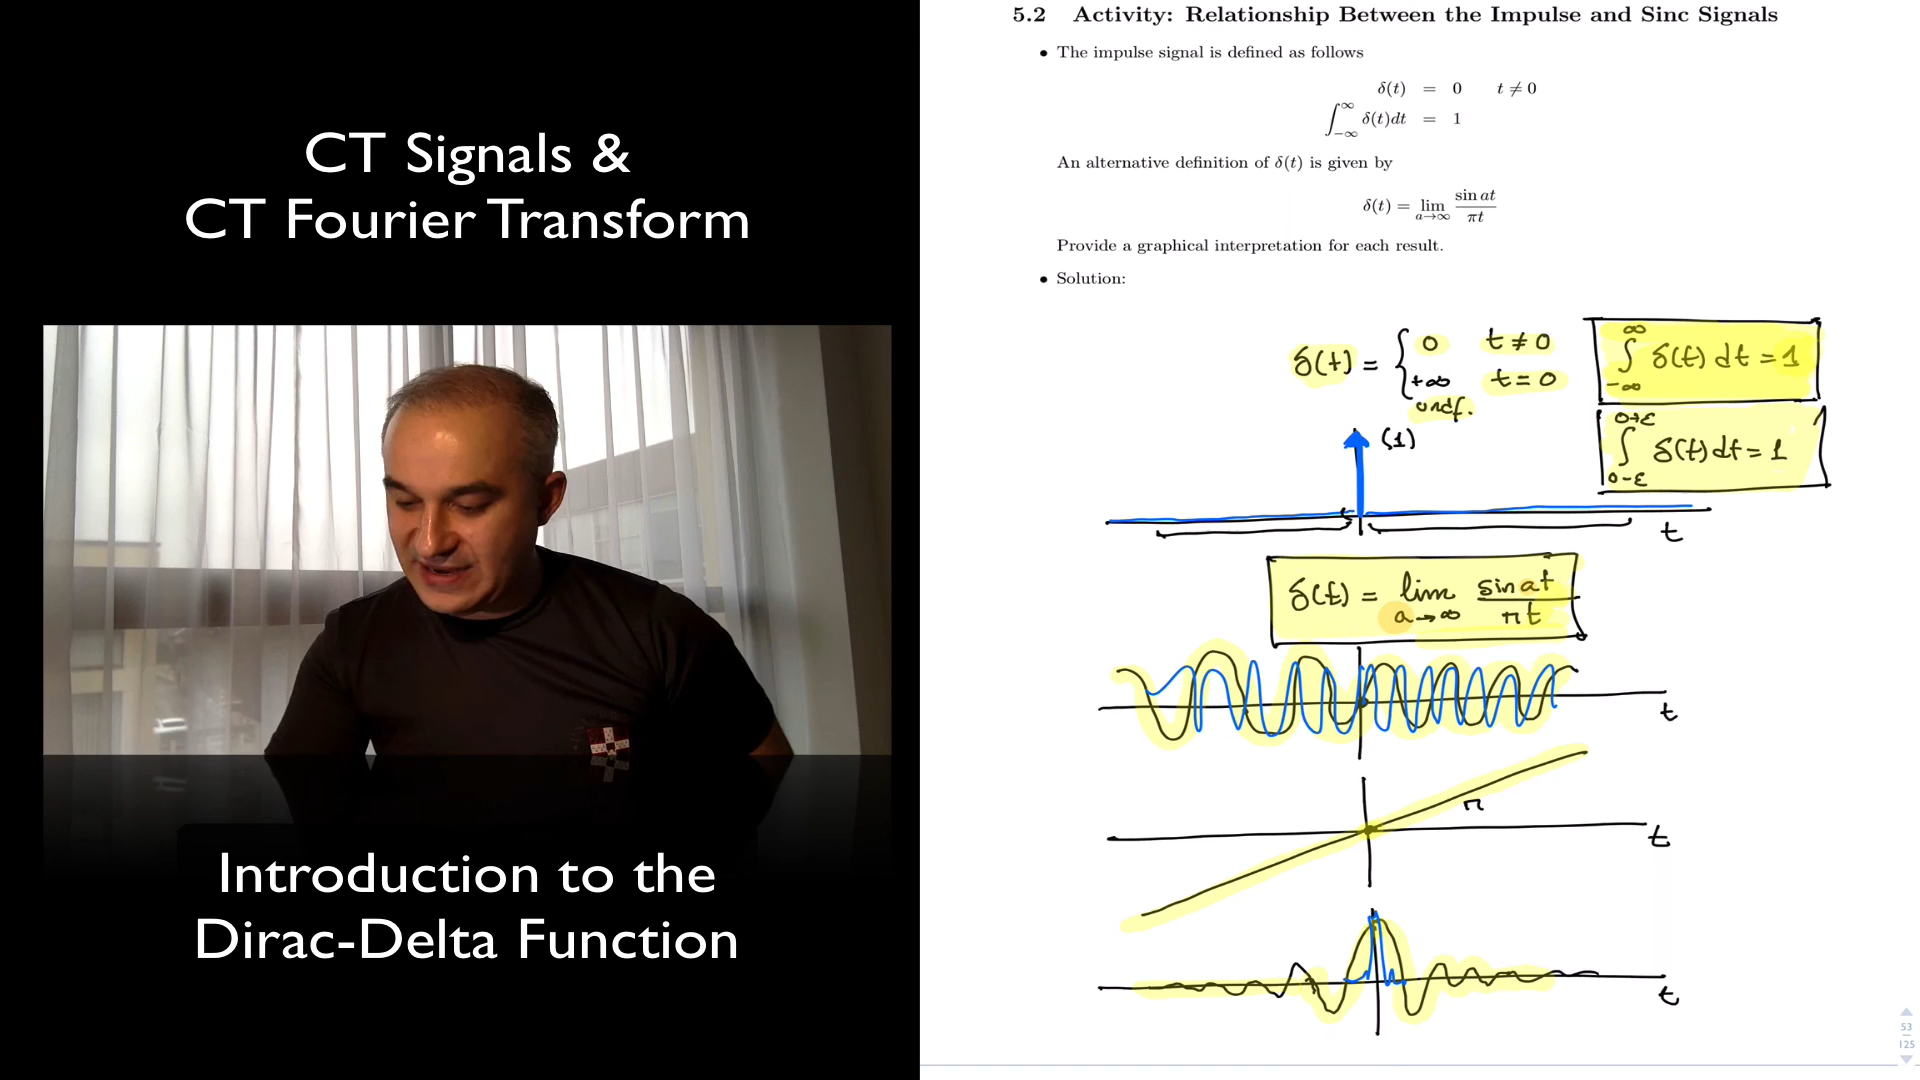 CT Signals &
CT Fourier Transform
Introduction to the
Dirac-Delta Function
5.2 Activity: Relationship Between the Impulse and Sinc Signals
• The impulse signal is defined as follows
δ(t) = 0 t ≠ 0
∫_{-∞}^{∞} δ(t)dt = 1
An alternative definition of δ(t) is given by
δ(t) = lim_{a→∞} sin at / πt
Provide a graphical interpretation for each result.
• Solution:
δ(t) = { 0 t ≠ 0
+∞ t = 0
undf.
∫_{-∞}^{∞} δ(t) dt = 1
∫_{0-ε}^{0+ε} δ(t) dt = 1
(1)
t
δ(t) = lim_{a→∞} sin at / πt
t
π
t
t
53
125